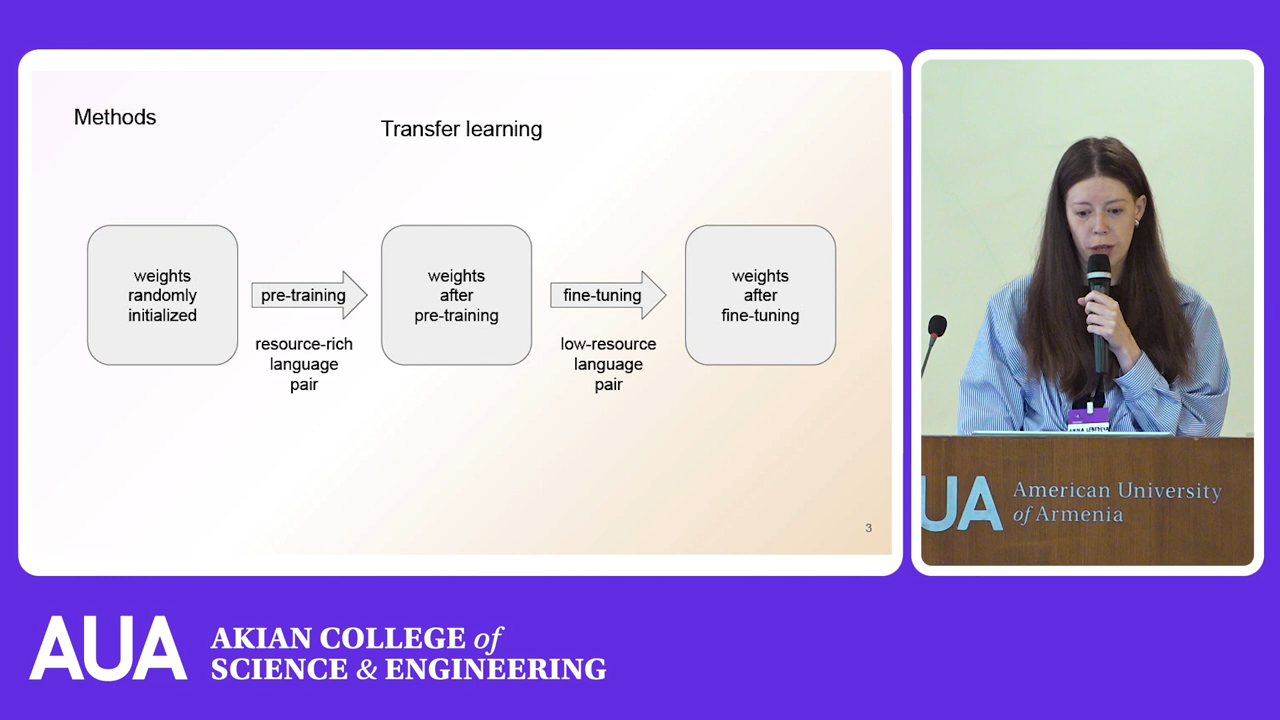 Methods
Transfer learning
weights
randomly
initialized
pre-training
resource-rich
language
pair
weights
after
pre-training
fine-tuning
low-resource
language
pair
weights
after
fine-tuning
3
UA American University
of Armenia
AUA
AKIAN COLLEGE of
SCIENCE & ENGINEERING